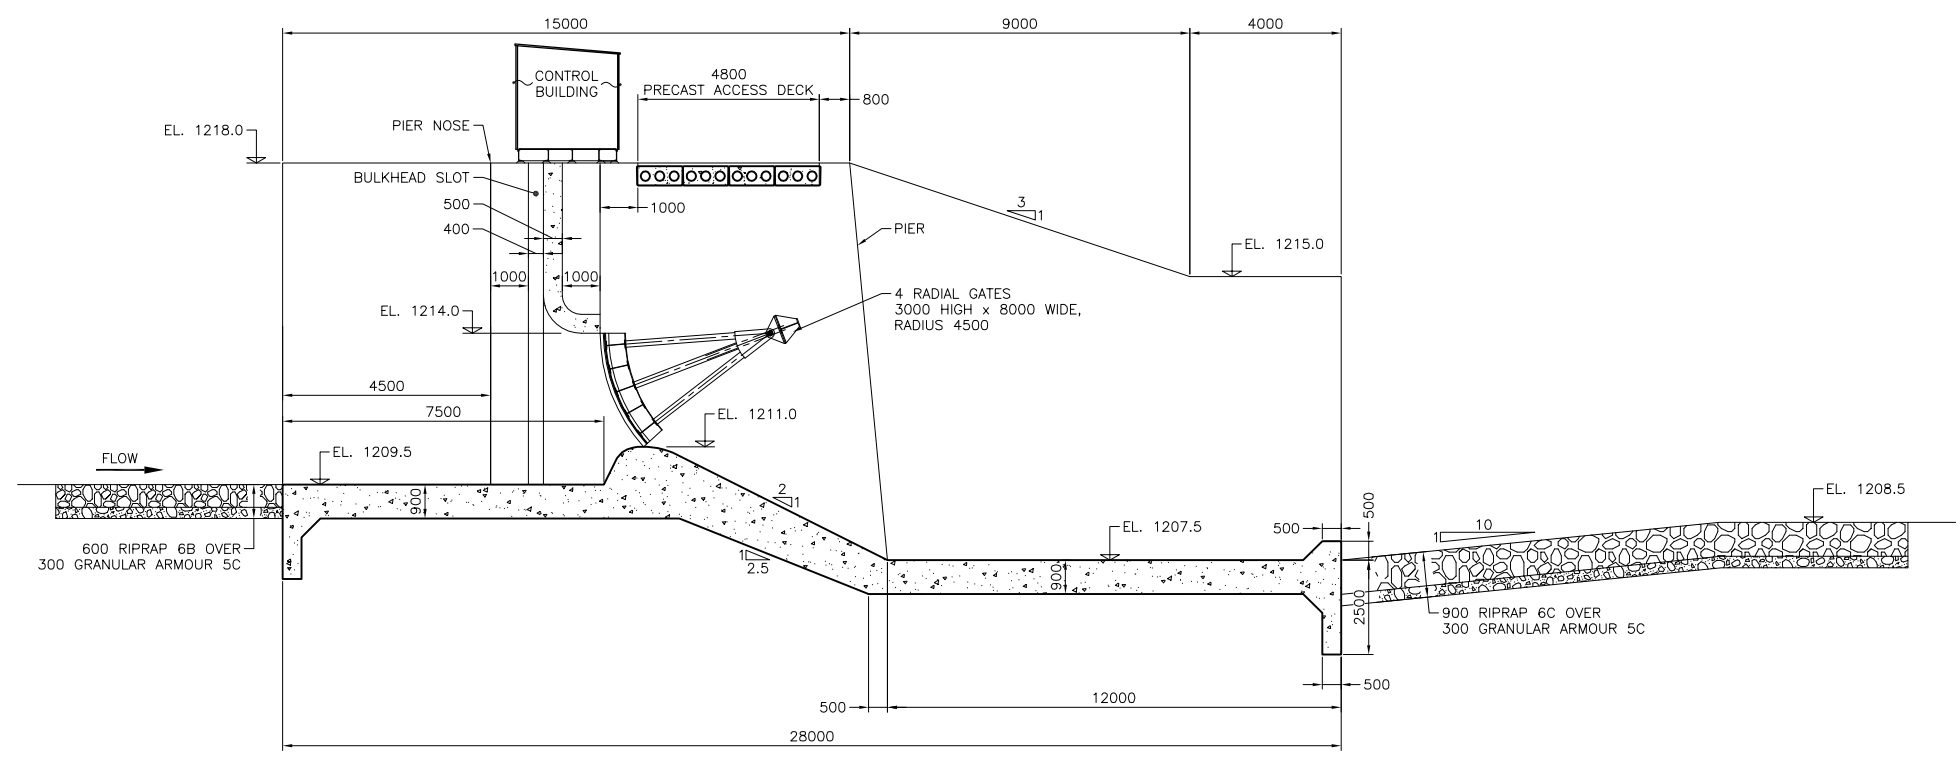 15000
9000
4000
CONTROL
BUILDING
4800
PRECAST ACCESS DECK
800
EL. 1218.0
PIER NOSE
BULKHEAD SLOT
500
400
1000
3
1
PIER
EL. 1215.0
1000
1000
EL. 1214.0
4 RADIAL GATES
3000 HIGH x 8000 WIDE,
RADIUS 4500
4500
7500
EL. 1211.0
FLOW
EL. 1209.5
900
2
1
EL. 1208.5
500
500
10
1
EL. 1207.5
600 RIPRAP 6B OVER
300 GRANULAR ARMOUR 5C
1
2.5
900
2500
900 RIPRAP 6C OVER
300 GRANULAR ARMOUR 5C
500
500
12000
28000